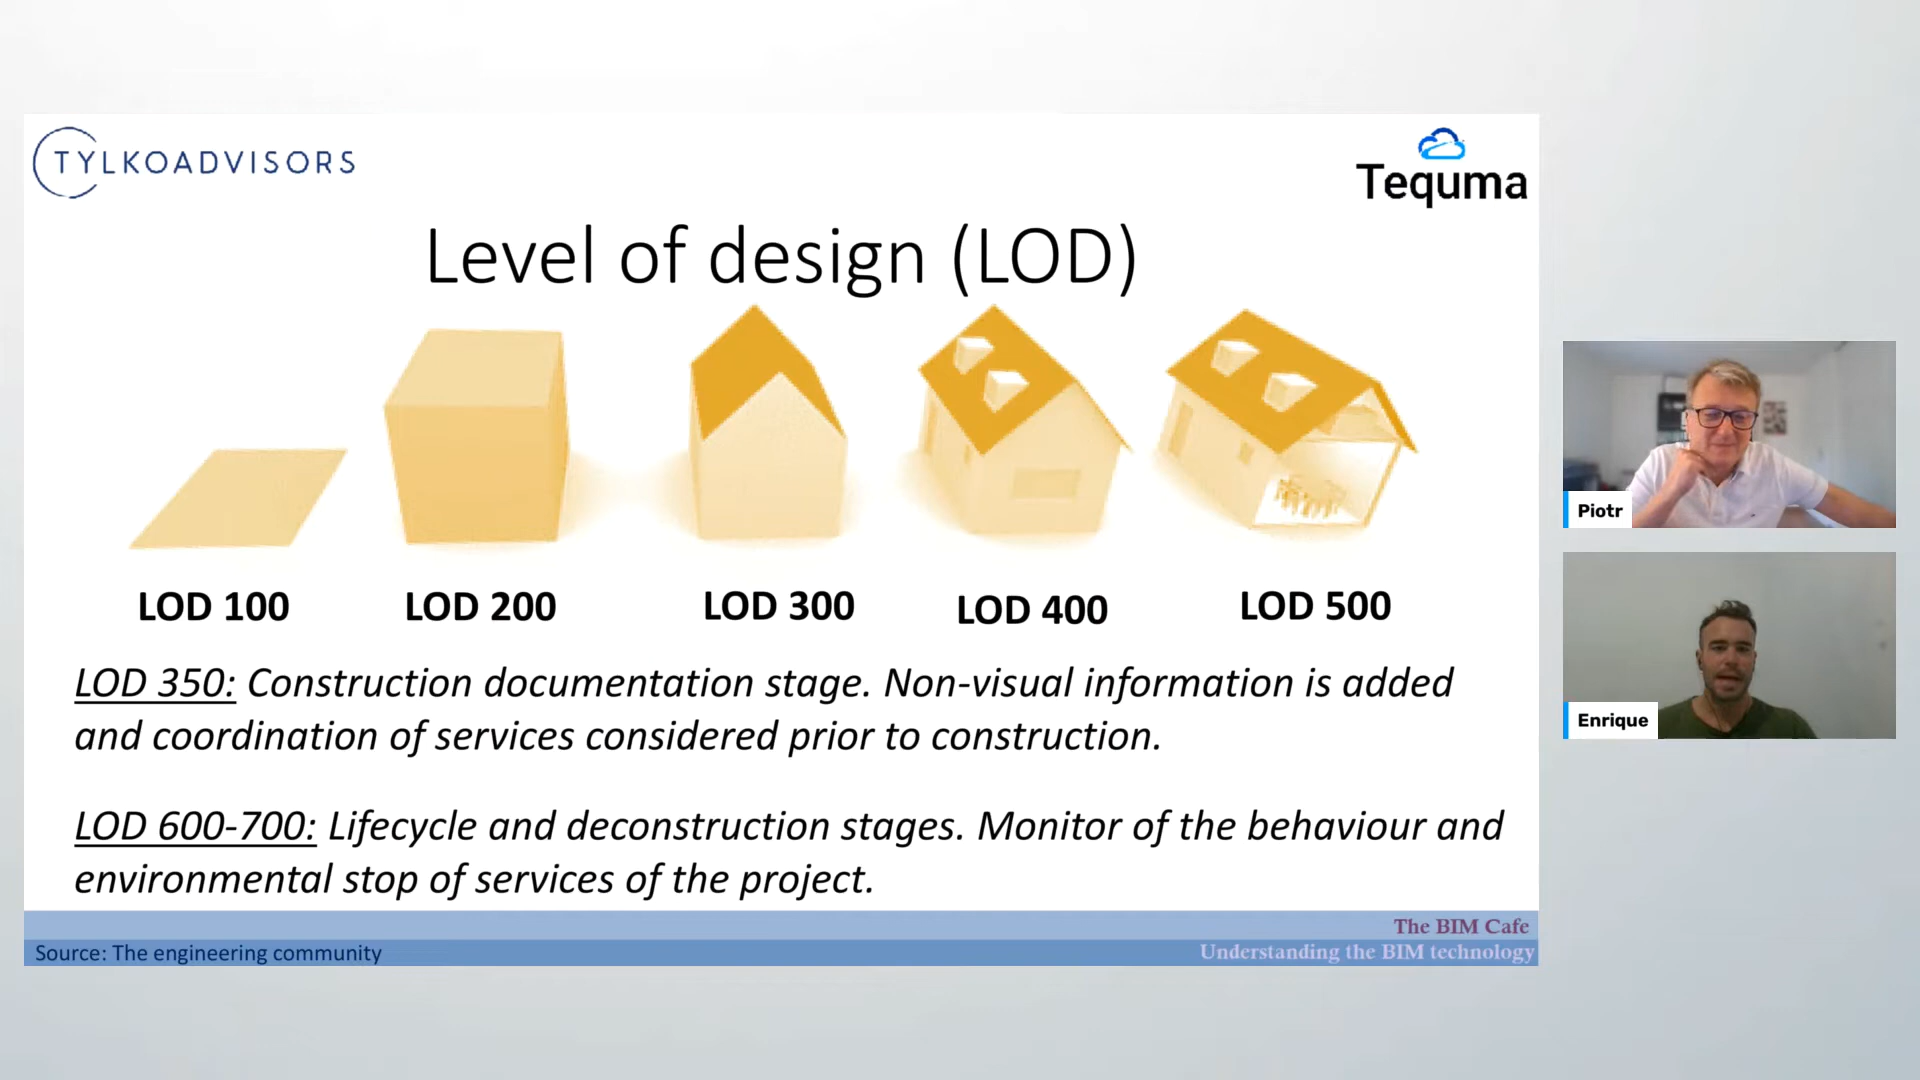 TYLKOADVISORS
Tequma
Level of design (LOD)
LOD 100
LOD 200
LOD 300
LOD 400
LOD 500
LOD 350: Construction documentation stage. Non-visual information is added
and coordination of services considered prior to construction.
LOD 600-700: Lifecycle and deconstruction stages. Monitor of the behaviour and
environmental stop of services of the project.
The BIM Cafe
Source: The engineering community
Understanding the BIM technology
Piotr
Enrique